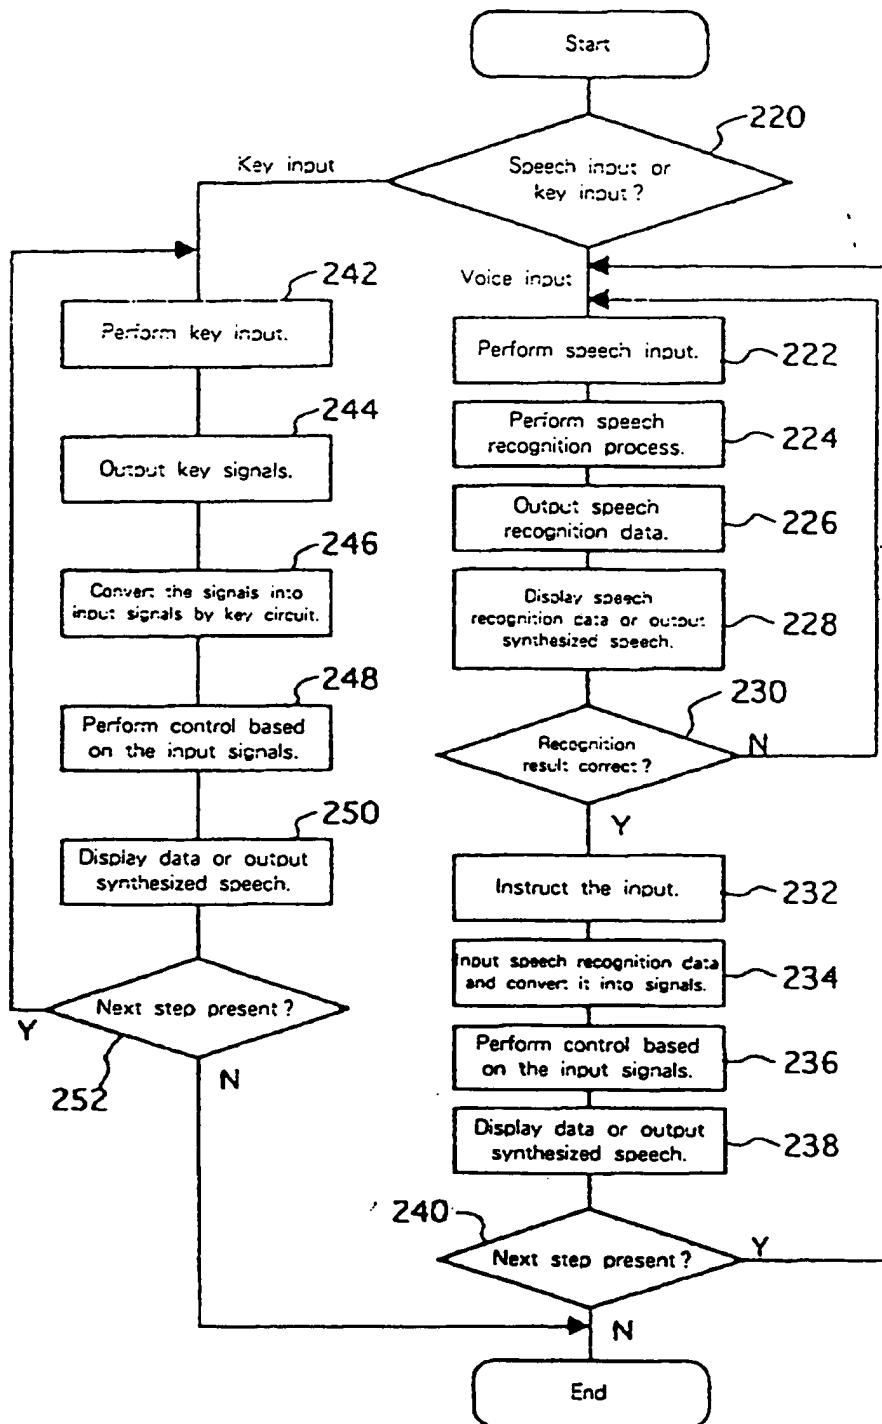 Start
220
Speech input or
key input?
Key input
Voice input
242
Perform key input.
244
Output key signals.
246
Convert the signals into
input signals by key circuit.
248
Perform control based
on the input signals.
250
Display data or output
synthesized speech.
Next step present?
Y
N
252
Perform speech input.
222
Perform speech
recognition process.
224
Output speech
recognition data.
226
Display speech
recognition data or output
synthesized speech.
228
230
Recognition
result correct?
N
Y
Instruct the input.
232
Input speech recognition data
and convert it into signals.
234
Perform control based
on the input signals.
236
Display data or output
synthesized speech.
238
240
Next step present?
Y
N
End